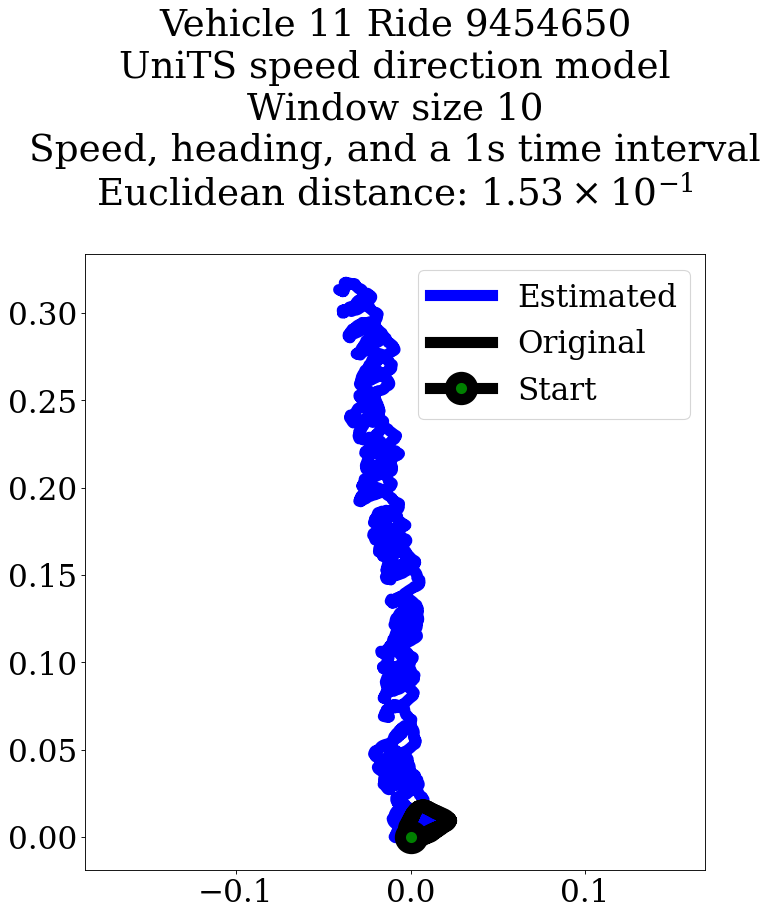 Vehicle 11 Ride 9454650
UniTS speed direction model
Window size 10
Speed, heading, and a 1s time interval
Euclidean distance: 1.53 × 10⁻¹
Estimated
Original
Start
0.30
0.25
0.20
0.15
0.10
0.05
0.00
−0.1 0.0 0.1